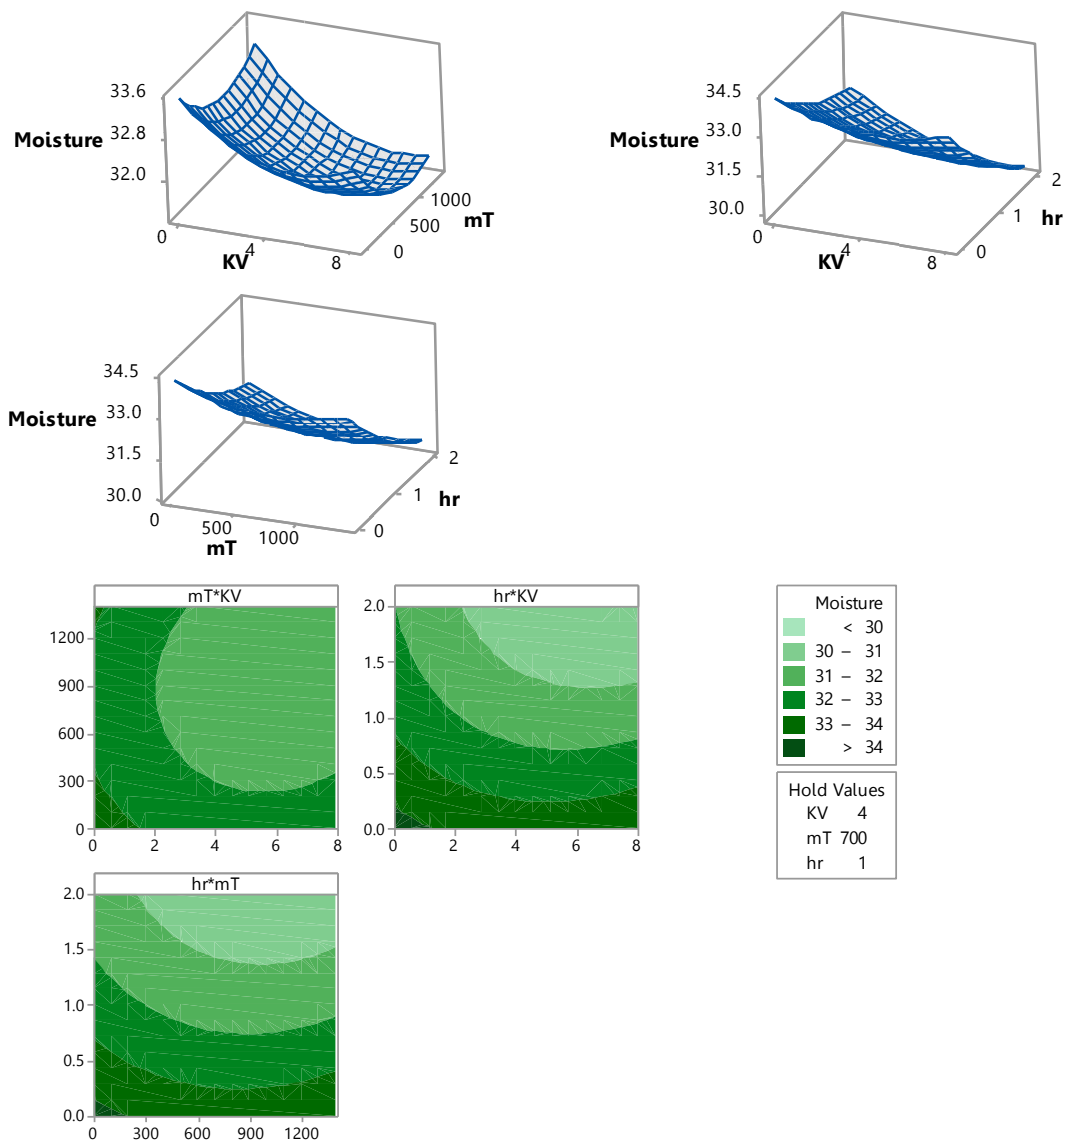 33.6
Moisture
32.8
32.0
0
4
8
KV
0
500
1000
mT
34.5
Moisture
33.0
31.5
30.0
0
4
8
KV
0
1
2
hr
34.5
Moisture
33.0
31.5
30.0
0
500
1000
mT
0
1
2
hr
mT*KV
1200
900
600
300
0
0 2 4 6 8
hr*KV
2.0
1.5
1.0
0.5
0.0
0 2 4 6 8
hr*mT
2.0
1.5
1.0
0.5
0.0
0 300 600 900 1200
Moisture
< 30
30 – 31
31 – 32
32 – 33
33 – 34
> 34
Hold Values
KV 4
mT 700
hr 1